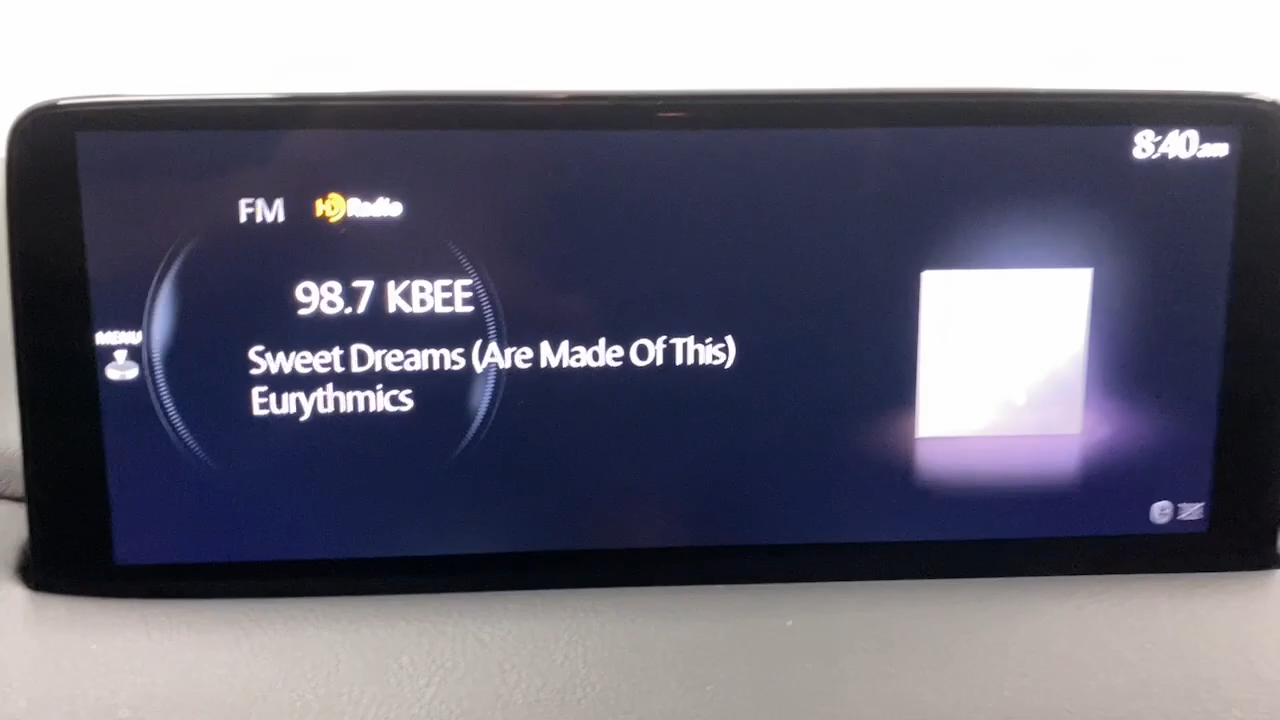 8:40am
FM HD Radio
98.7 KBEE
MENU
Sweet Dreams (Are Made Of This)
Eurythmics